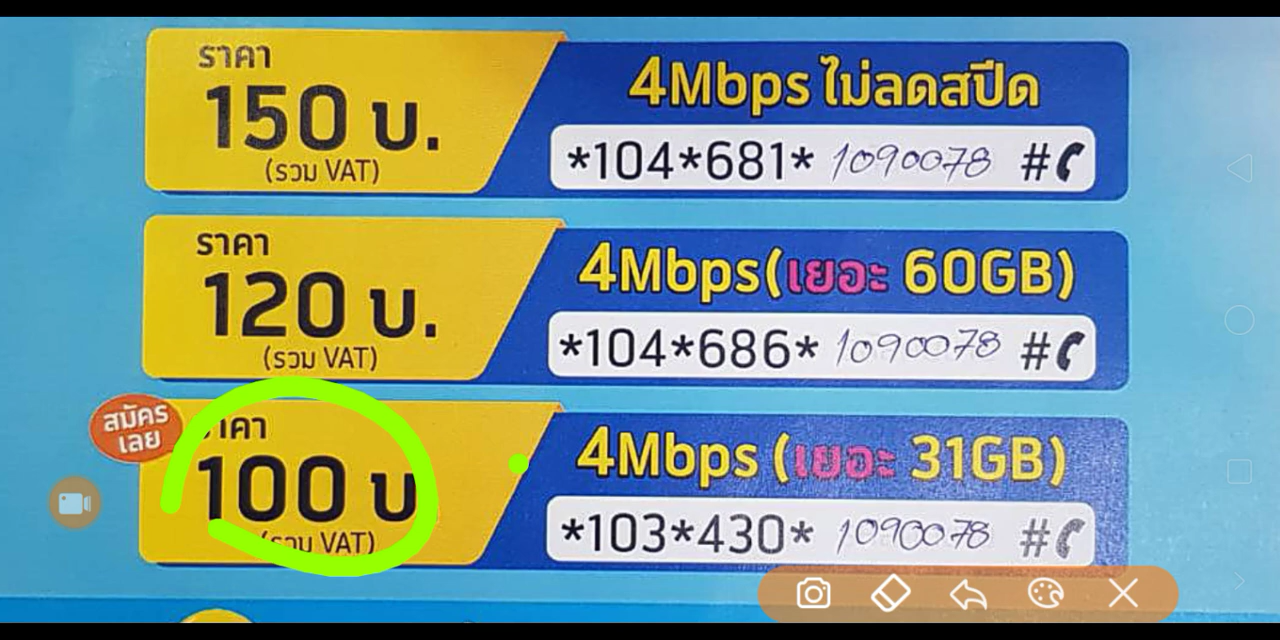 ราคา
150 บ.
(รวม VAT)
4Mbps ไม่ลดสปีด
*104*681* 1090078 #
ราคา
120 บ.
(รวม VAT)
4Mbps(เยอะ 60GB)
*104*686* 1090078 #
สมัคร
เลย
ราคา
100 บ
(รวม VAT)
4Mbps (เยอะ 31GB)
*103*430* 1090078 #